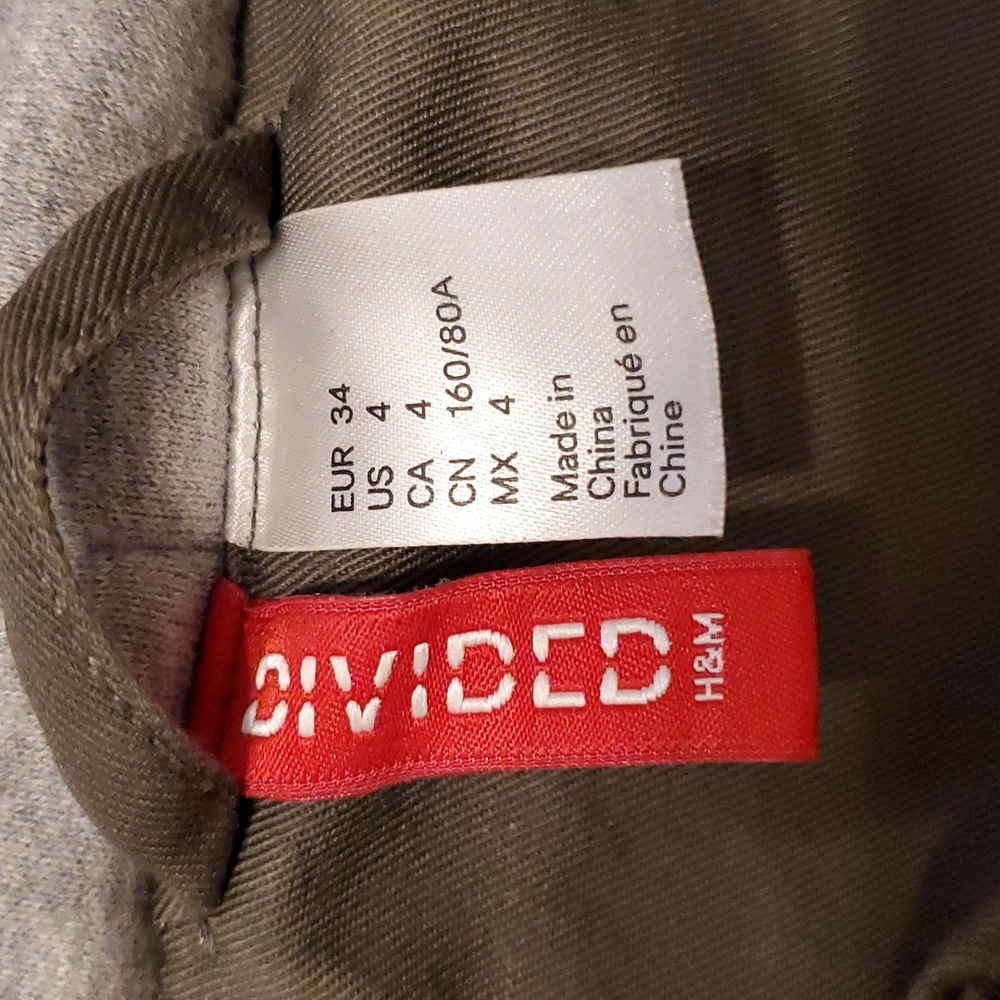 EUR 34
US 4
CA 4
CN 160/80A
MX 4
Made in
China
Fabriqué en
Chine
DIVIDED
H&M